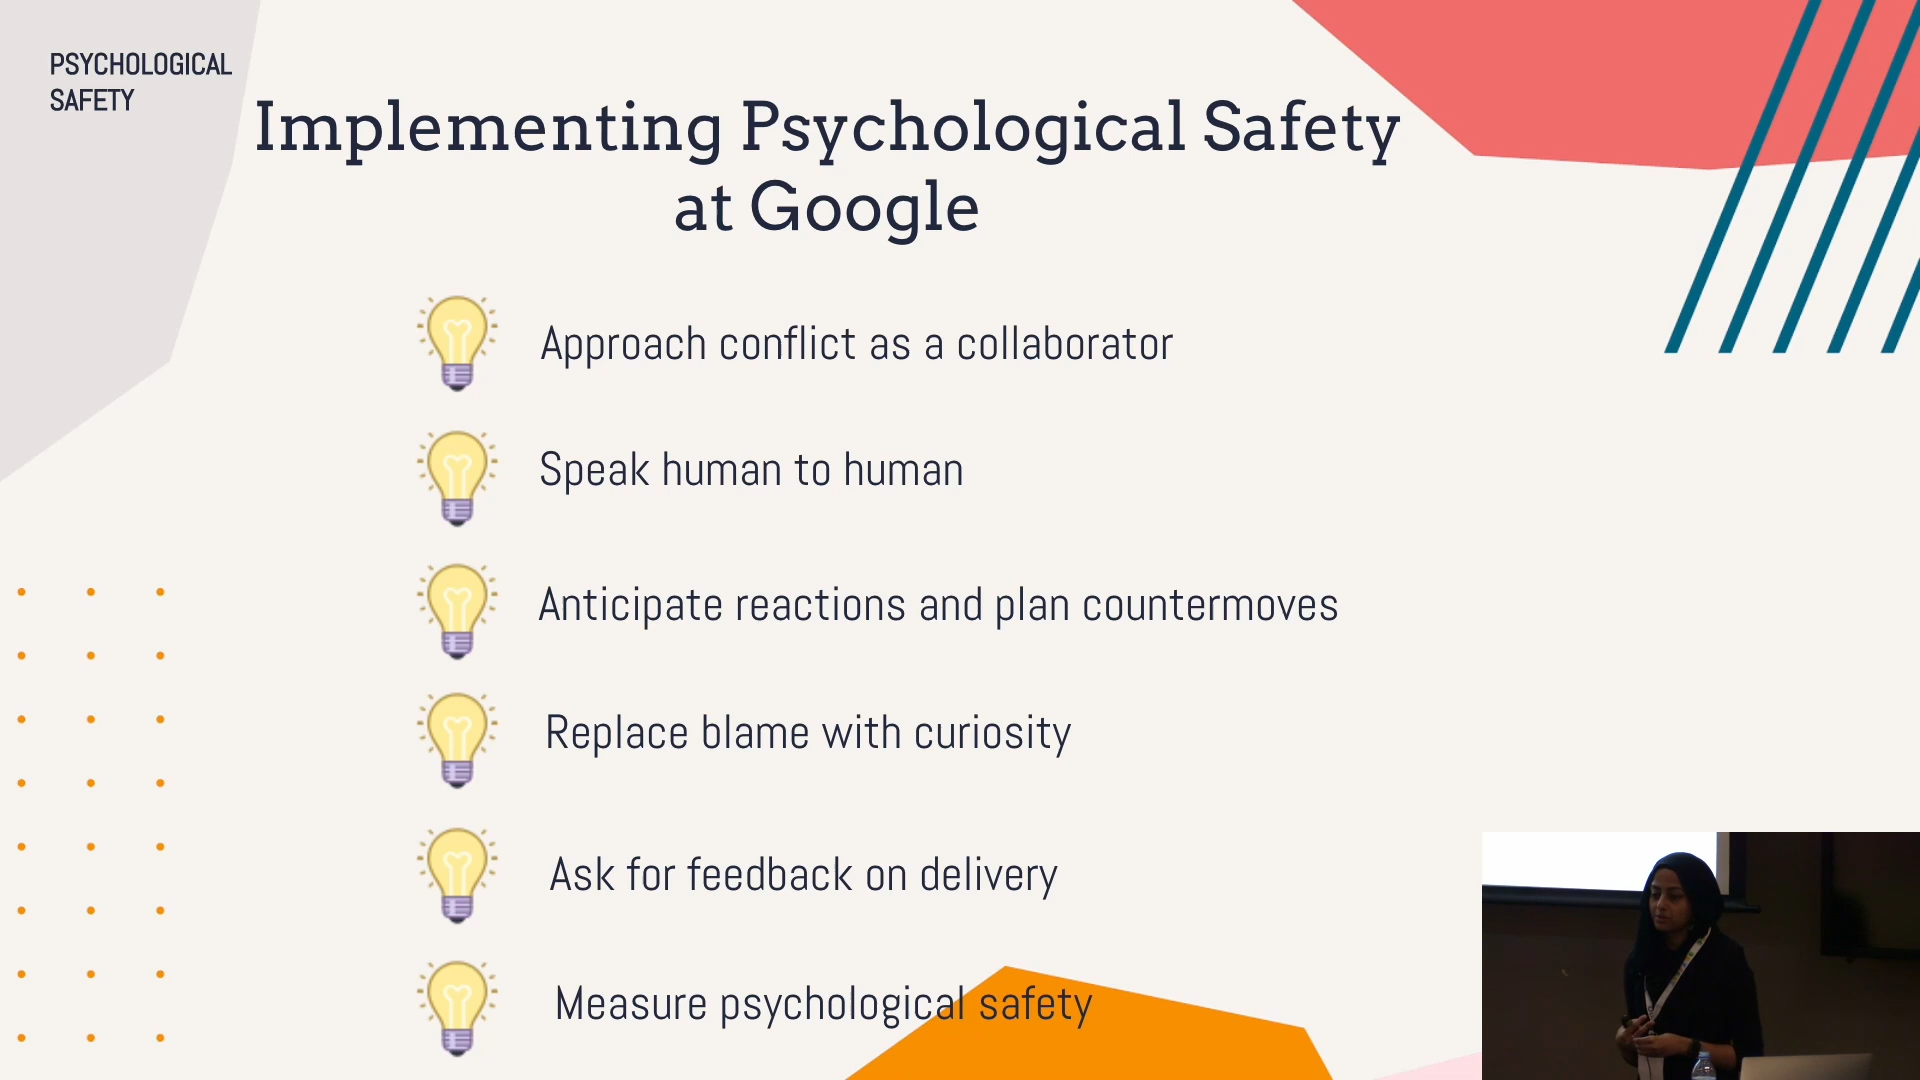 PSYCHOLOGICAL
SAFETY
Implementing Psychological Safety
at Google
Approach conflict as a collaborator
Speak human to human
Anticipate reactions and plan countermoves
Replace blame with curiosity
Ask for feedback on delivery
Measure psychological safety